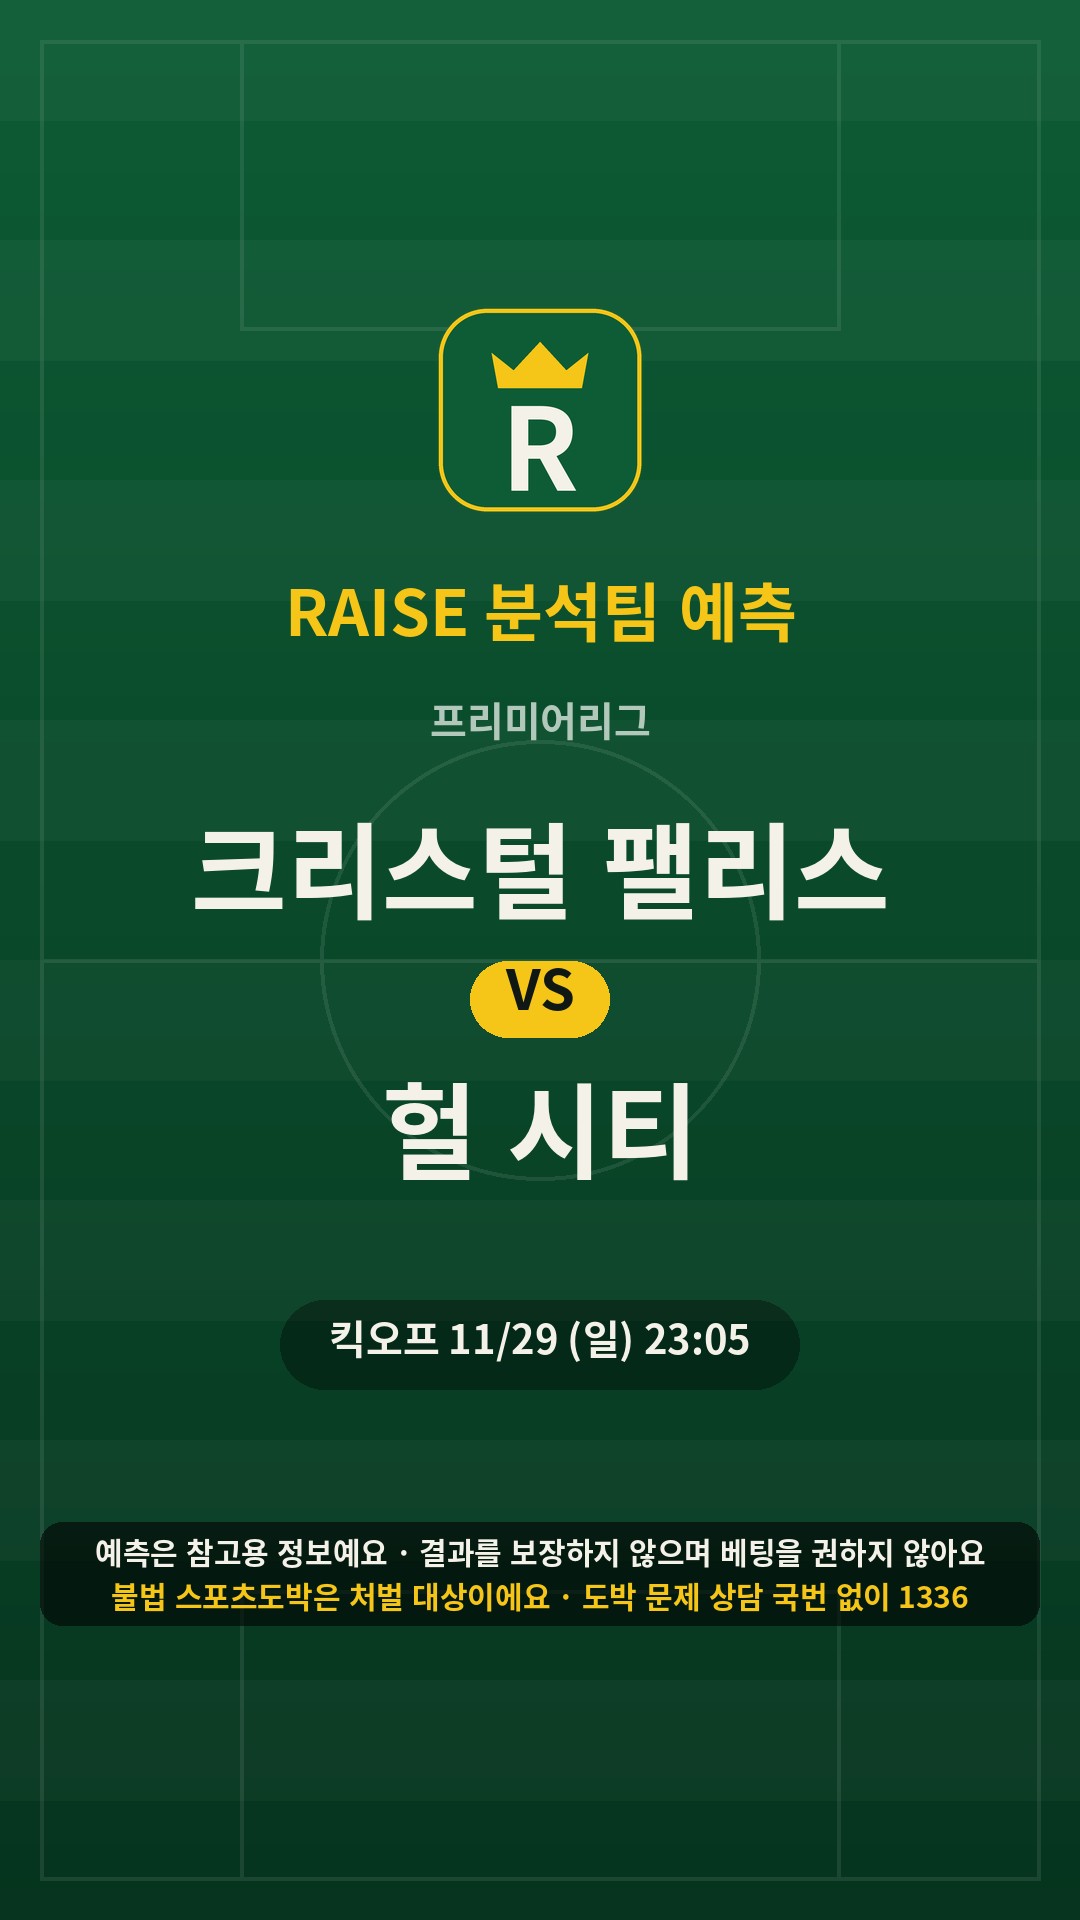 R
RAISE 분석팀 예측
프리미어리그
크리스털 팰리스
VS
헐 시티
킥오프 11/29 (일) 23:05
예측은 참고용 정보예요 · 결과를 보장하지 않으며 베팅을 권하지 않아요
불법 스포츠도박은 처벌 대상이에요 · 도박 문제 상담 국번 없이 1336